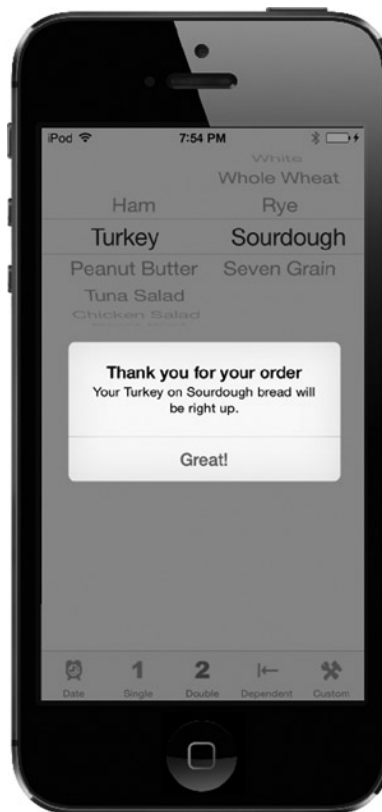 iPod 7:54 PM
White
Whole Wheat
Ham Rye
Turkey Sourdough
Peanut Butter Seven Grain
Tuna Salad
Chicken Salad
Thank you for your order
Your Turkey on Sourdough bread will
be right up.
Great!
1 2
Date Single Double Dependent Custom